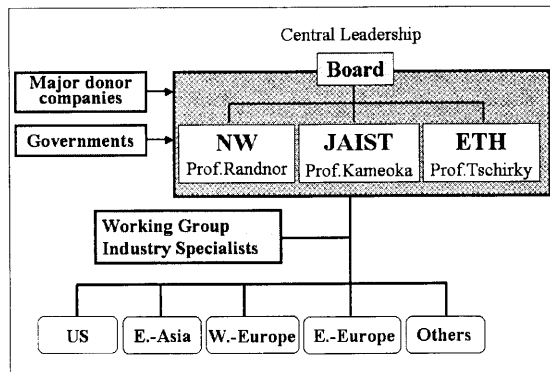 Central Leadership
Board
Major donor
companies
Governments
NW
Prof.Randnor
JAIST
Prof.Kameoka
ETH
Prof.Tschirky
Working Group
Industry Specialists
US
E.-Asia
W.-Europe
E.-Europe
Others